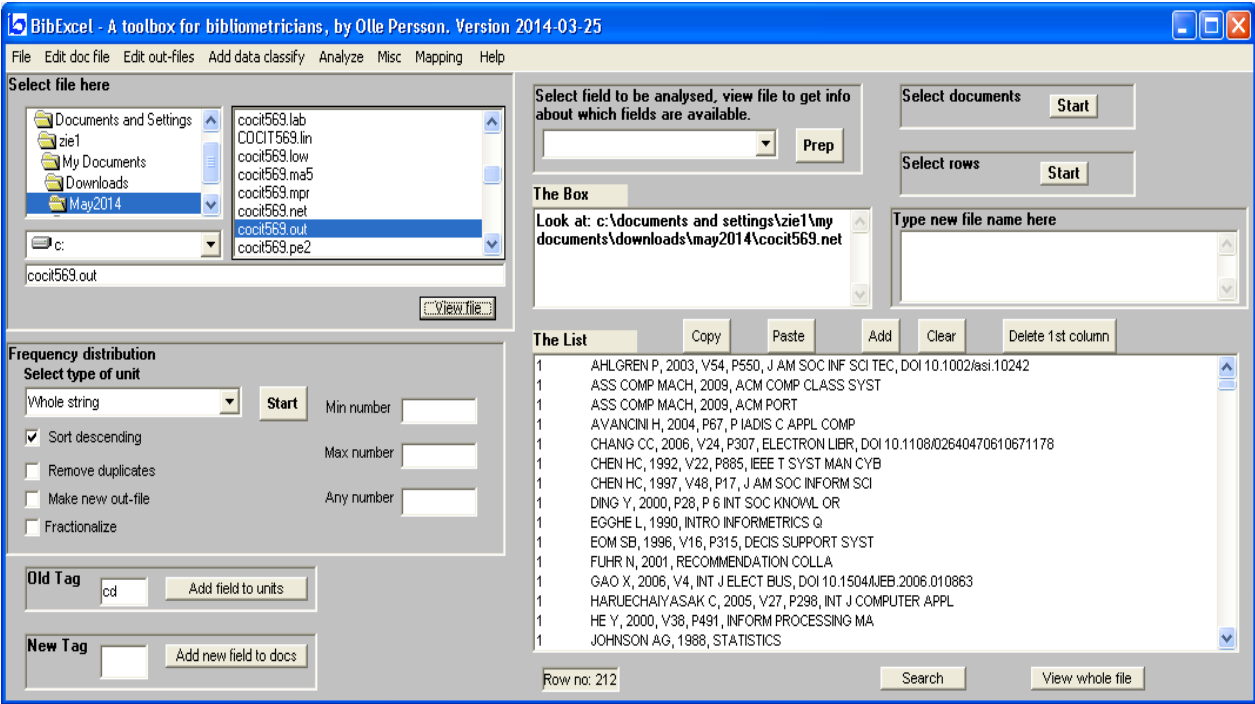 BibExcel - A toolbox for bibliometricians, by Olle Persson. Version 2014-03-25
File Edit doc file Edit out-files Add data classify Analyze Misc Mapping Help
Select file here
Documents and Settings
zie1
My Documents
Downloads
May2014
c:
cocit569.lab
COCIT569.lin
cocit569.low
cocit569.ma5
cocit569.mpr
cocit569.net
cocit569.out
cocit569.pe2
cocit569.out
View file
Frequency distribution
Select type of unit
Whole string
Start
Sort descending
Remove duplicates
Make new out-file
Fractionalize
Min number
Max number
Any number
Old Tag
cd
Add field to units
New Tag
Add new field to docs
Select field to be analysed, view file to get info
about which fields are available.
Prep
Select documents
Start
Select rows
Start
The Box
Look at: c:\documents and settings\zie1\my
documents\downloads\may2014\cocit569.net
Type new file name here
The List
Copy
Paste
Add
Clear
Delete 1st column
1 AHLGREN P, 2003, V54, P550, J AM SOC INF SCI TEC, DOI 10.1002/asi.10242
1 ASS COMP MACH, 2009, ACM COMP CLASS SYST
1 ASS COMP MACH, 2009, ACM PORT
1 AVANCINI H, 2004, P67, P IADIS C APPL COMP
1 CHANG CC, 2006, V24, P307, ELECTRON LIBR, DOI 10.1108/02640470610671178
1 CHEN HC, 1992, V22, P885, IEEE T SYST MAN CYB
1 CHEN HC, 1997, V48, P17, J AM SOC INFORM SCI
1 DING Y, 2000, P28, P 6 INT SOC KNOWL OR
1 EGGHE L, 1990, INTRO INFORMETRICS Q
1 EOM SB, 1996, V16, P315, DECIS SUPPORT SYST
1 FUHR N, 2001, RECOMMENDATION COLLA
1 GAO X, 2006, V4, INT J ELECT BUS, DOI 10.1504/IJEB.2006.010863
1 HARUECHAIYASAK C, 2005, V27, P298, INT J COMPUTER APPL
1 HE Y, 2000, V38, P491, INFORM PROCESSING MA
1 JOHNSON AG, 1988, STATISTICS
Row no: 212
Search
View whole file